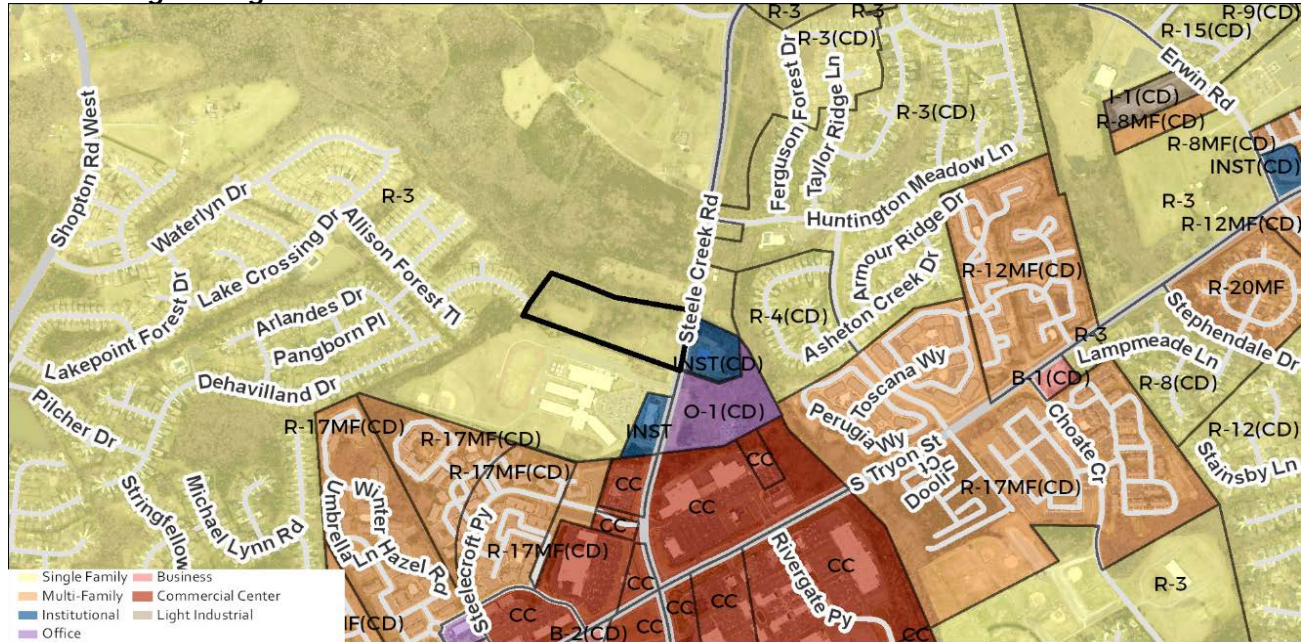 R-3
R-3
R-9(CD)
R-3(CD)
R-15(CD)
Erwin Rd
I-1(CD)
R-8MF(CD)
R-8MF(CD)
INST(CD)
Shopton Rd West
Ferguson Forest Dr
Taylor Ridge Ln
R-3(CD)
Huntington Meadow Ln
Waterlyn Dr
R-3
Lake Crossing Dr
Allison Forest Tl
Steele Creek Rd
Armour Ridge Dr
R-3
R-12MF(CD)
R-12MF(CD)
R-20MF
Lakepoint Forest Dr
Arlandes Dr
Pangborn Pl
R-4(CD)
Asheton Creek Dr
Stephendale Dr
R-3
Lampmeade Ln
R-8(CD)
INST(CD)
B-1(CD)
Dehavilland Dr
Pilcher Dr
O-1(CD)
INST
Toscana Wy
Perugia Wy
Choate Cr
R-12(CD)
Stainsby Ln
R-17MF(CD)
R-17MF(CD)
R-17MF(CD)
S Tryon St
Doolin Ct
R-17MF(CD)
Michael Lynn Rd
Stringfellow
Umbrella Ln
Winter Hazel Rd
R-17MF(CD)
Steelecroft Py
CC
CC
CC
CC
CC
CC
CC
CC
CC
CC
Rivergate Py
R-3
B-2(CD)
MF(CD)
Single Family
Multi-Family
Institutional
Office
Business
Commercial Center
Light Industrial